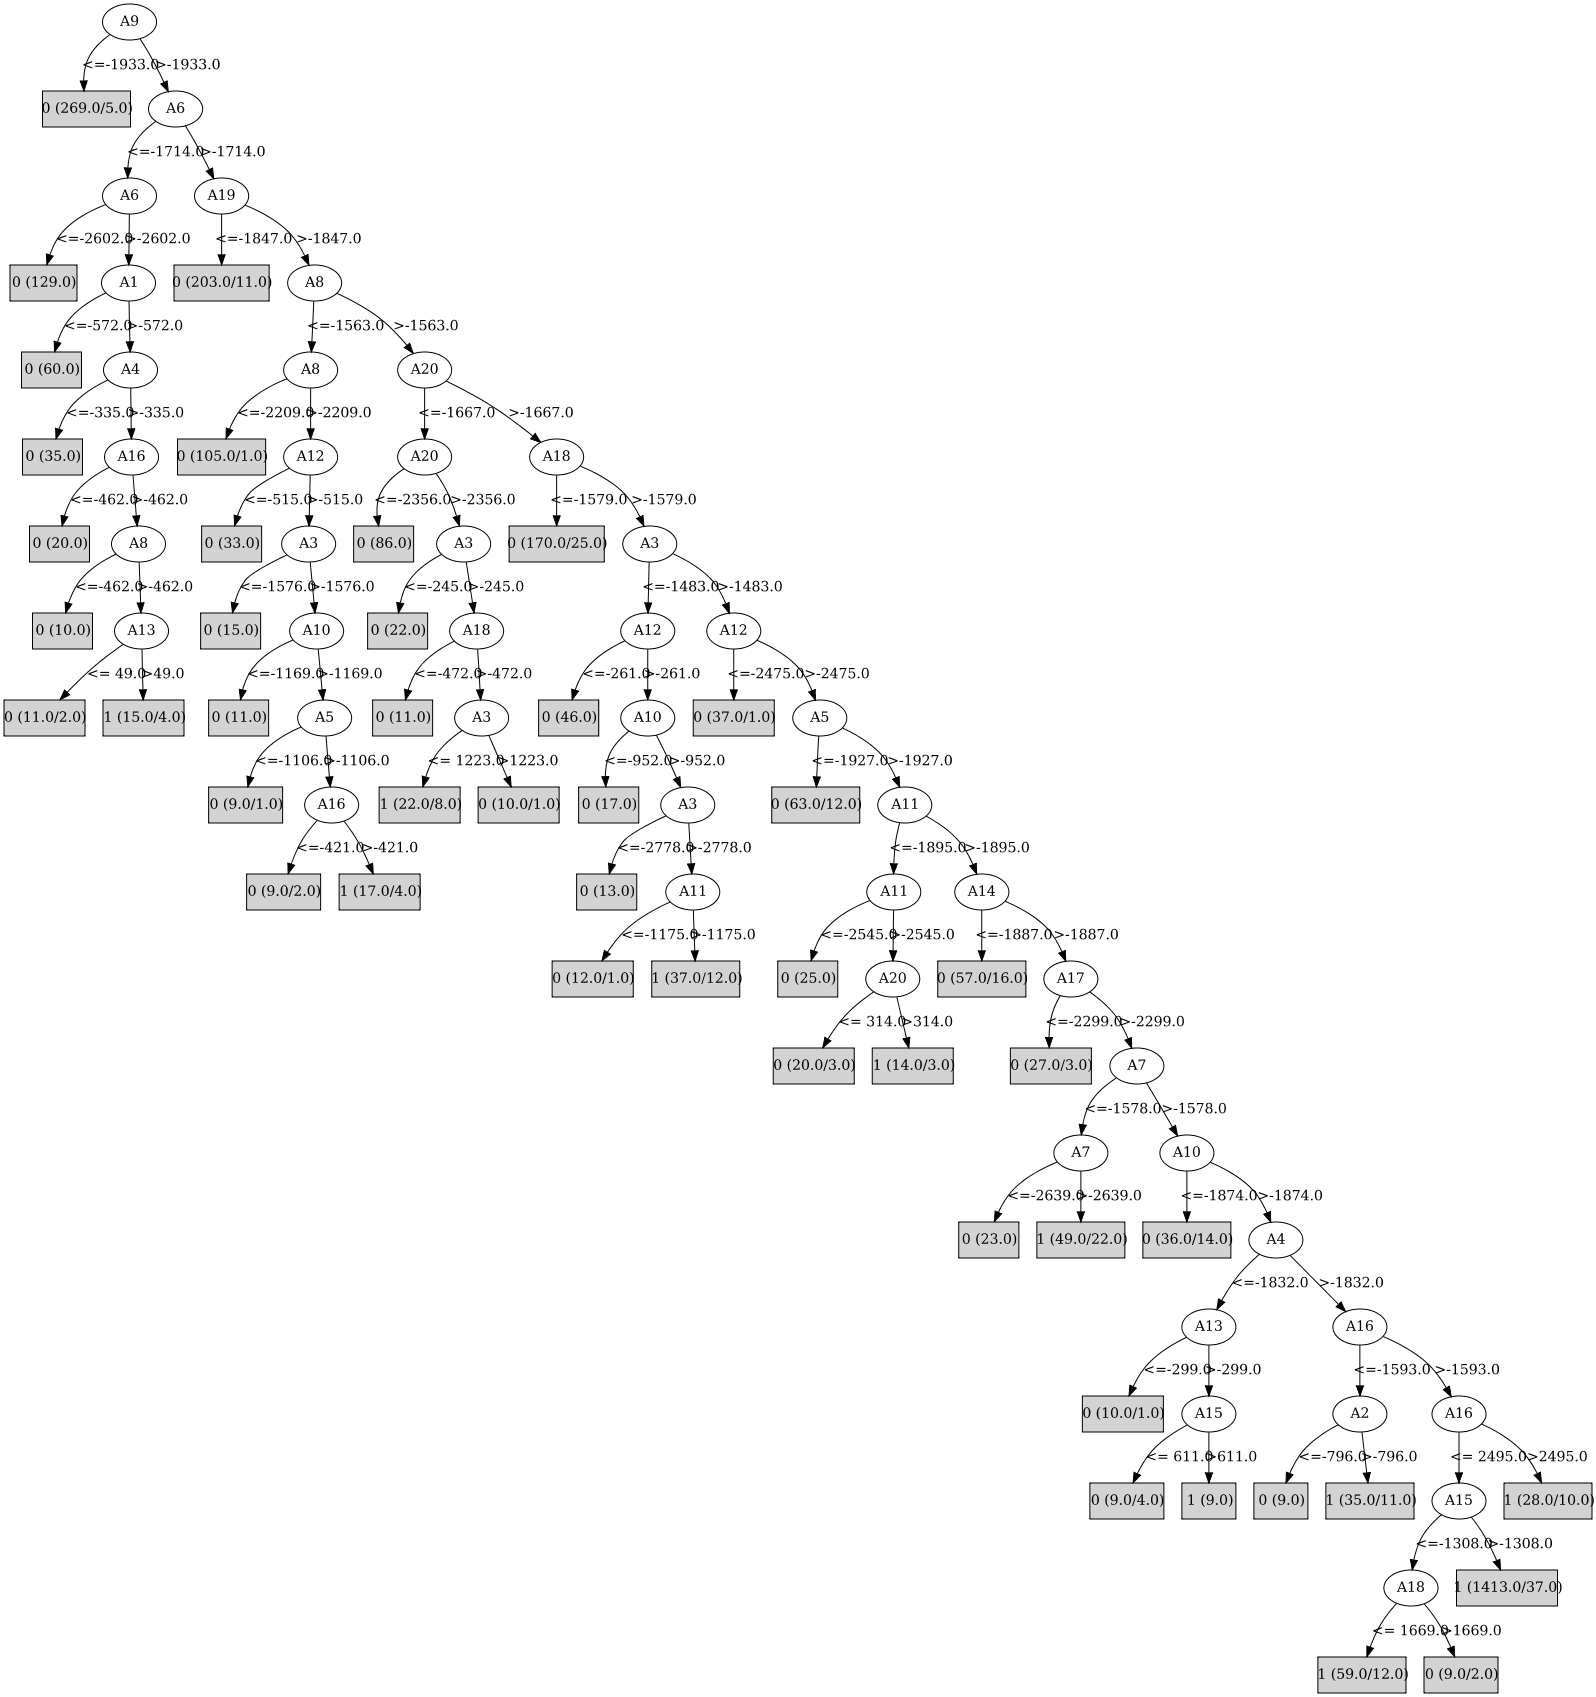 A9
<=-1933.0 >-1933.0
0 (269.0/5.0) A6
<=-1714.0 >-1714.0
A6 A19
<=-2602.0 >-2602.0 <=-1847.0 >-1847.0
0 (129.0) A1 0 (203.0/11.0) A8
<=-572.0 >-572.0 <=-1563.0 >-1563.0
0 (60.0) A4 A8 A20
<=-335.0 >-335.0 <=-2209.0 >-2209.0 <=-1667.0 >-1667.0
0 (35.0) A16 0 (105.0/1.0) A12 A20 A18
<=-462.0 >-462.0 <=-515.0 >-515.0 <=-2356.0 >-2356.0 <=-1579.0 >-1579.0
0 (20.0) A8 0 (33.0) A3 0 (86.0) A3 0 (170.0/25.0) A3
<=-462.0 >-462.0 <=-1576.0 >-1576.0 <=-245.0 >-245.0 <=-1483.0 >-1483.0
0 (10.0) A13 0 (15.0) A10 0 (22.0) A18 A12 A12
<= 49.0 >49.0 <=-1169.0 >-1169.0 <=-472.0 >-472.0 <=-261.0 >-261.0 <=-2475.0 >-2475.0
0 (11.0/2.0) 1 (15.0/4.0) 0 (11.0) A5 0 (11.0) A3 0 (46.0) A10 0 (37.0/1.0) A5
<=-1106.0 >-1106.0 <= 1223.0 >1223.0 <=-952.0 >-952.0 <=-1927.0 >-1927.0
0 (9.0/1.0) A16 1 (22.0/8.0) 0 (10.0/1.0) 0 (17.0) A3 0 (63.0/12.0) A11
<=-421.0 >-421.0 <=-2778.0 >-2778.0 <=-1895.0 >-1895.0
0 (9.0/2.0) 1 (17.0/4.0) 0 (13.0) A11 A11 A14
<=-1175.0 >-1175.0 <=-2545.0 >-2545.0 <=-1887.0 >-1887.0
0 (12.0/1.0) 1 (37.0/12.0) 0 (25.0) A20 0 (57.0/16.0) A17
<= 314.0 >314.0 <=-2299.0 >-2299.0
0 (20.0/3.0) 1 (14.0/3.0) 0 (27.0/3.0) A7
<=-1578.0 >-1578.0
A7 A10
<=-2639.0 >-2639.0 <=-1874.0 >-1874.0
0 (23.0) 1 (49.0/22.0) 0 (36.0/14.0) A4
<=-1832.0 >-1832.0
A13 A16
<=-299.0 >-299.0 <=-1593.0 >-1593.0
0 (10.0/1.0) A15 A2 A16
<= 611.0 >611.0 <=-796.0 >-796.0 <= 2495.0 >2495.0
0 (9.0/4.0) 1 (9.0) 0 (9.0) 1 (35.0/11.0) A15 1 (28.0/10.0)
<=-1308.0 >-1308.0
A18 1 (1413.0/37.0)
<= 1669.0 >1669.0
1 (59.0/12.0) 0 (9.0/2.0)